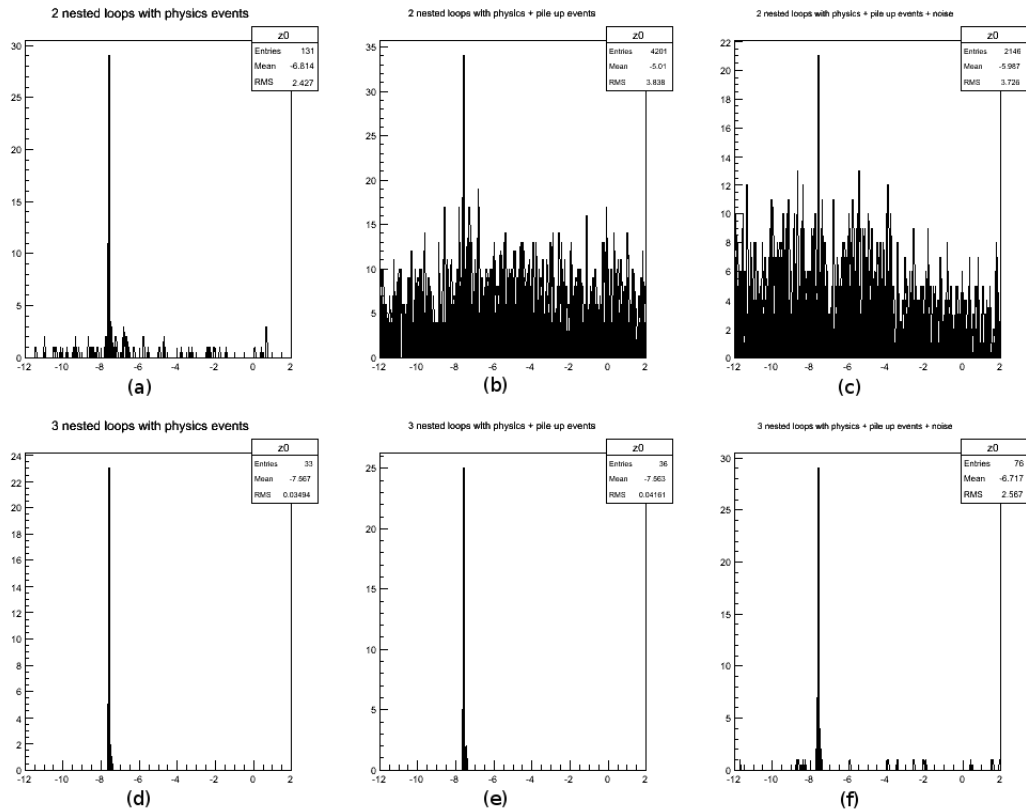 2 nested loops with physics events
z0
Entries 131
Mean -6.814
RMS 2.427
30
25
20
15
10
5
0
-12 -10 -8 -6 -4 -2 0 2
(a)
2 nested loops with physics + pile up events
z0
Entries 4201
Mean -5.01
RMS 3.838
35
30
25
20
15
10
5
0
-12 -10 -8 -6 -4 -2 0 2
(b)
2 nested loops with physics + pile up events + noise
z0
Entries 2146
Mean -5.987
RMS 3.726
22
20
18
16
14
12
10
8
6
4
2
0
-12 -10 -8 -6 -4 -2 0 2
(c)
3 nested loops with physics events
z0
Entries 33
Mean -7.567
RMS 0.03494
24
22
20
18
16
14
12
10
8
6
4
2
0
-12 -10 -8 -6 -4 -2 0 2
(d)
3 nested loops with physics + pile up events
z0
Entries 36
Mean -7.563
RMS 0.04161
25
20
15
10
5
0
-12 -10 -8 -6 -4 -2 0 2
(e)
3 nested loops with physics + pile up events + noise
z0
Entries 76
Mean -6.717
RMS 2.567
30
25
20
15
10
5
0
-12 -10 -8 -6 -4 -2 0 2
(f)